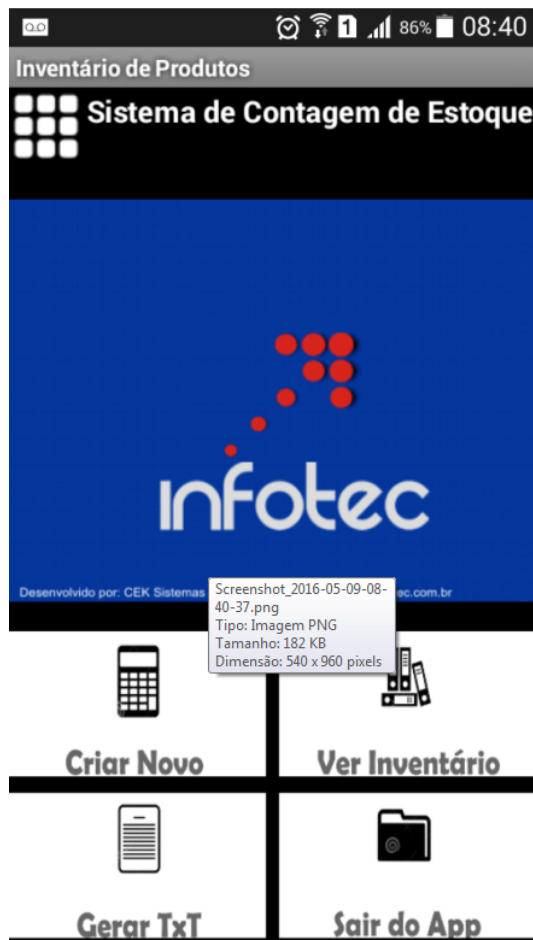 1 86% 08:40
Inventário de Produtos
Sistema de Contagem de Estoque
infotec
Desenvolvido por: CEK Sistemas
ec.com.br
Screenshot_2016-05-09-08-
40-37.png
Tipo: Imagem PNG
Tamanho: 182 KB
Dimensão: 540 x 960 pixels
Criar Novo
Ver Inventário
Gerar TxT
Sair do App